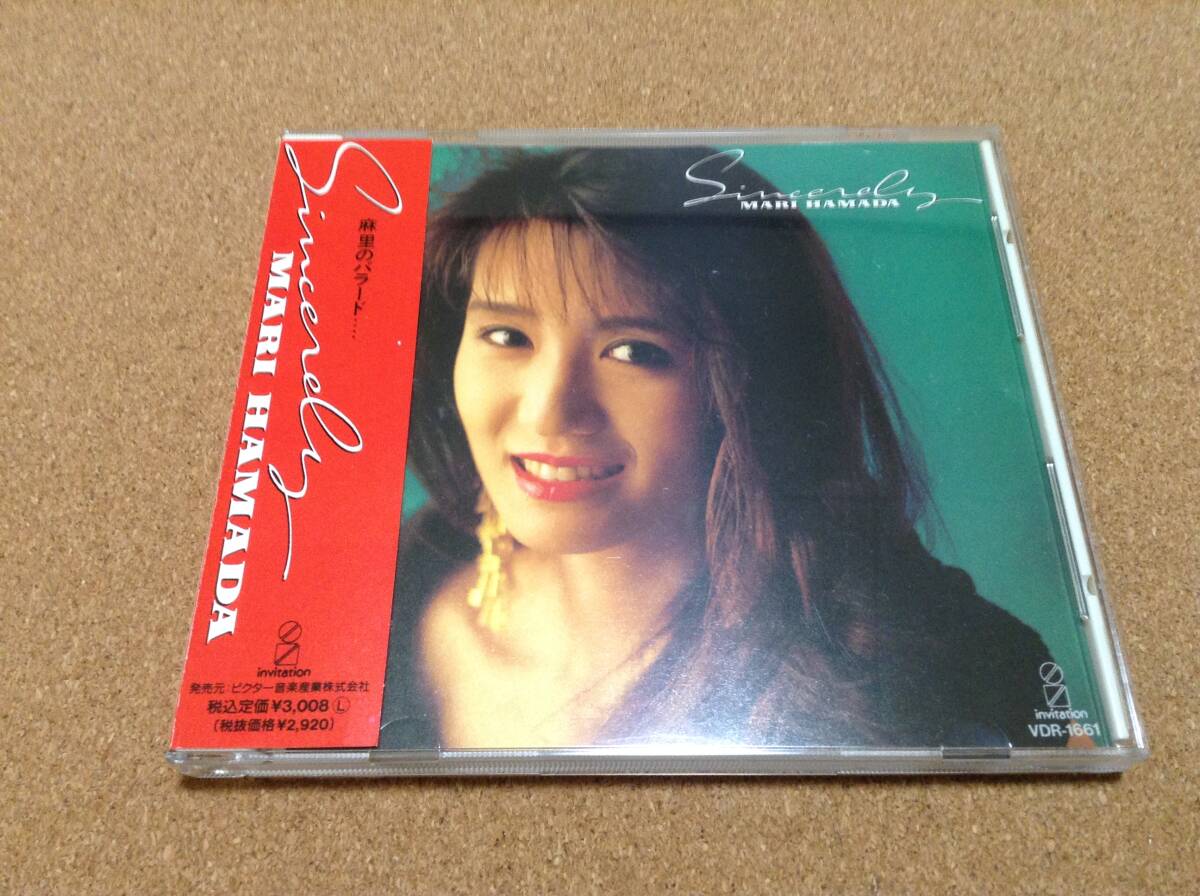 Sincerely
MARI HAMADA
麻里のバラード.....
invitation
発売元:ビクター音楽産業株式会社
税込定価¥3,008 Ⓛ
(税抜価格¥2,920)
Sincerely
MARI HAMADA
invitation
VDR-1661